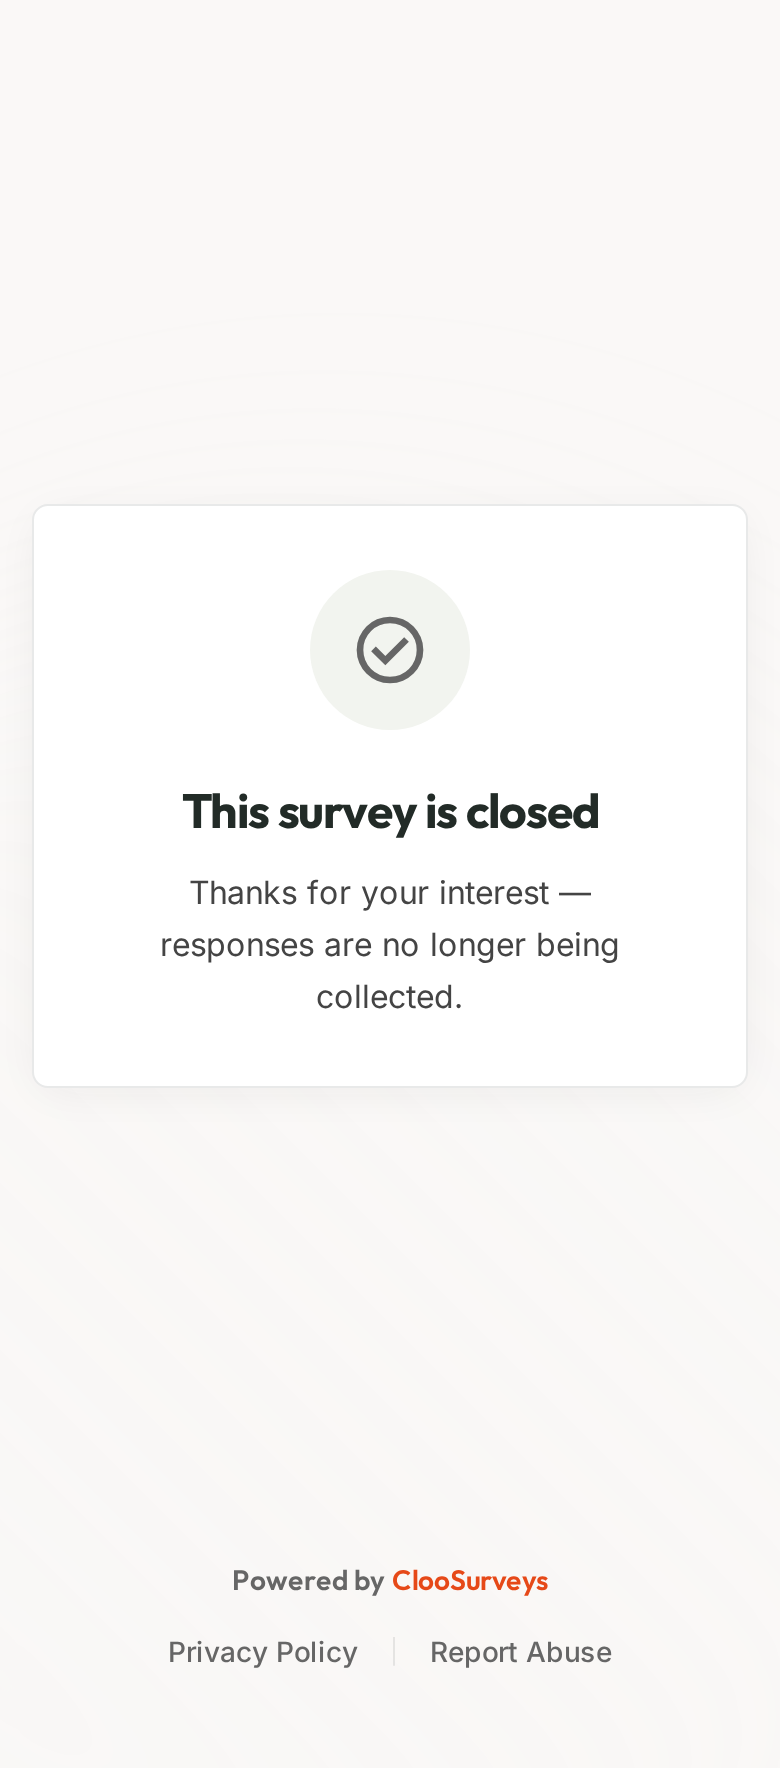 This survey is closed
Thanks for your interest —
responses are no longer being
collected.
Powered by ClooSurveys
Privacy Policy
Report Abuse